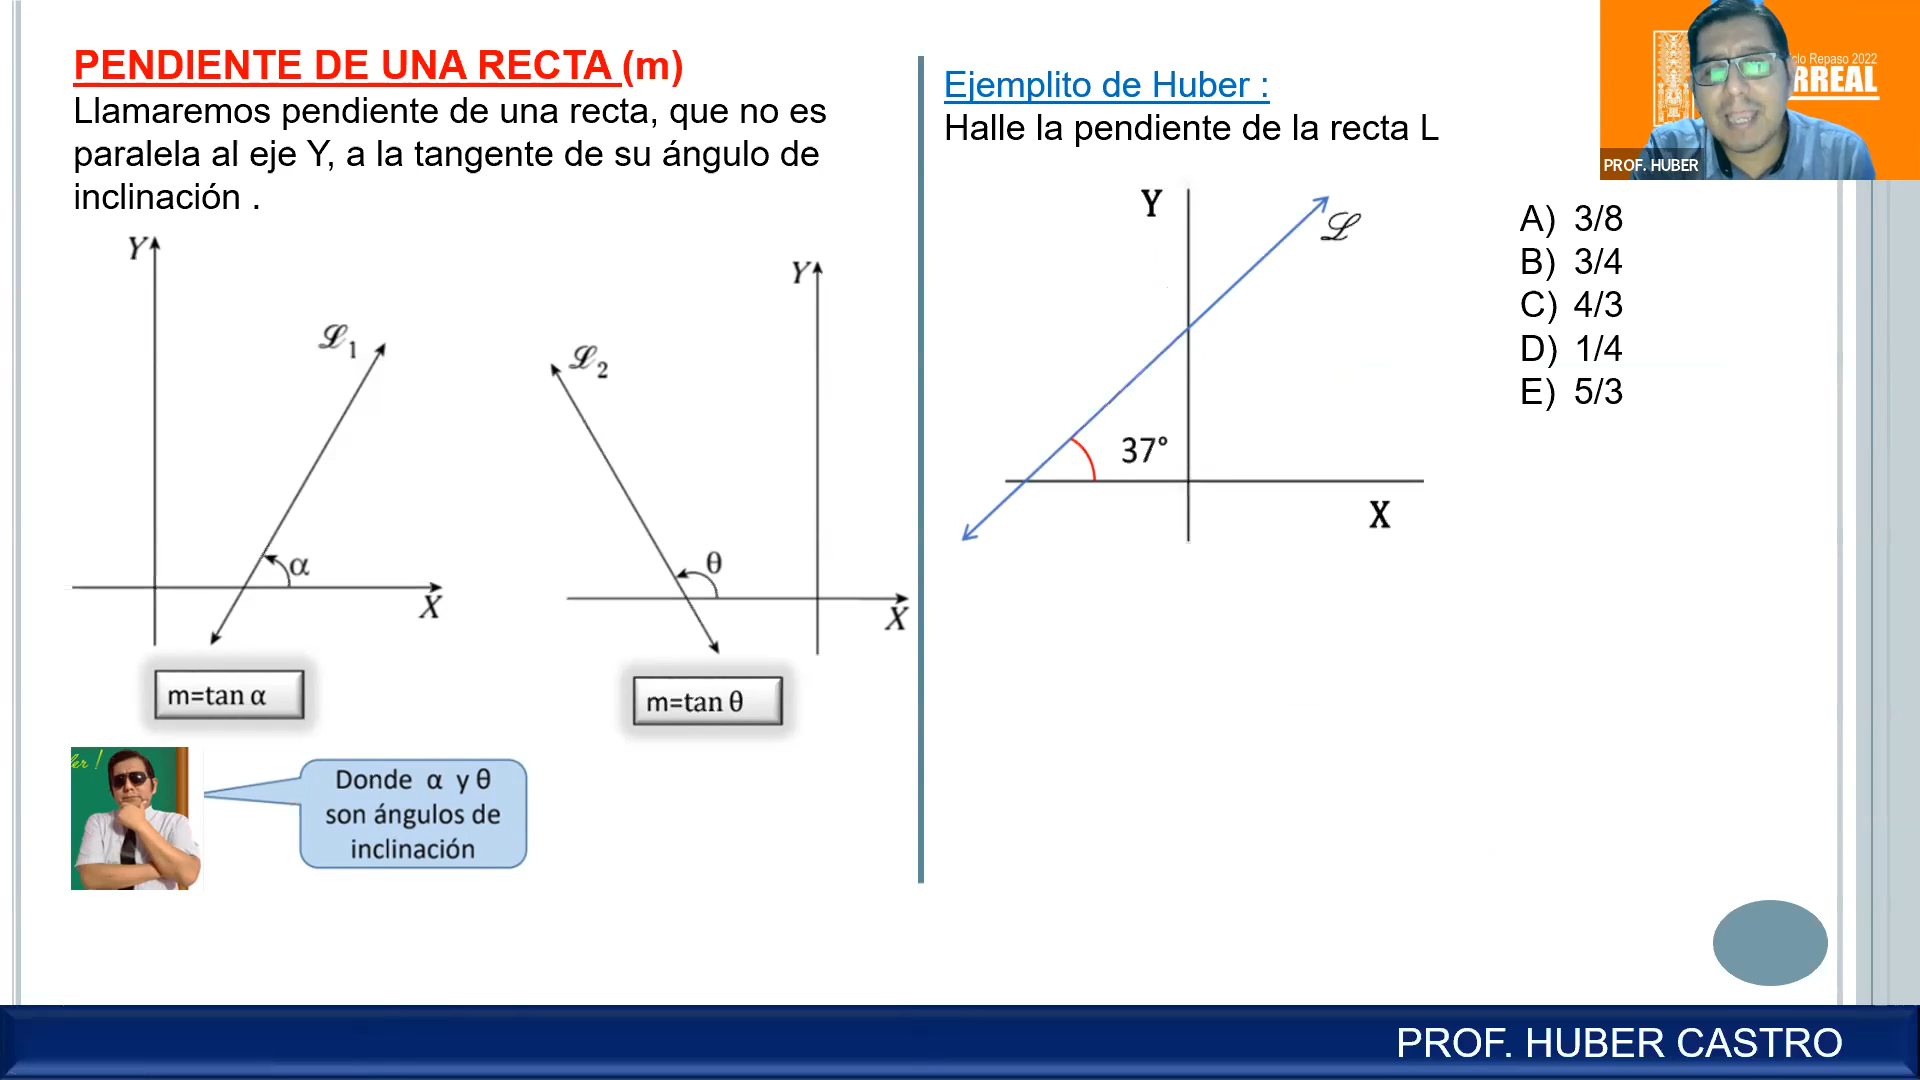 PENDIENTE DE UNA RECTA (m)
Llamaremos pendiente de una recta, que no es
paralela al eje Y, a la tangente de su ángulo de
inclinación .
Y
ℒ1
α
X
m=tan α
Y
ℒ2
θ
X
m=tan θ
er !
Donde α y θ
son ángulos de
inclinación
Ejemplito de Huber :
Halle la pendiente de la recta L
Y
ℒ
37°
X
A) 3/8
B) 3/4
C) 4/3
D) 1/4
E) 5/3
clo Repaso 2022
RREAL
PROF. HUBER
PROF. HUBER CASTRO